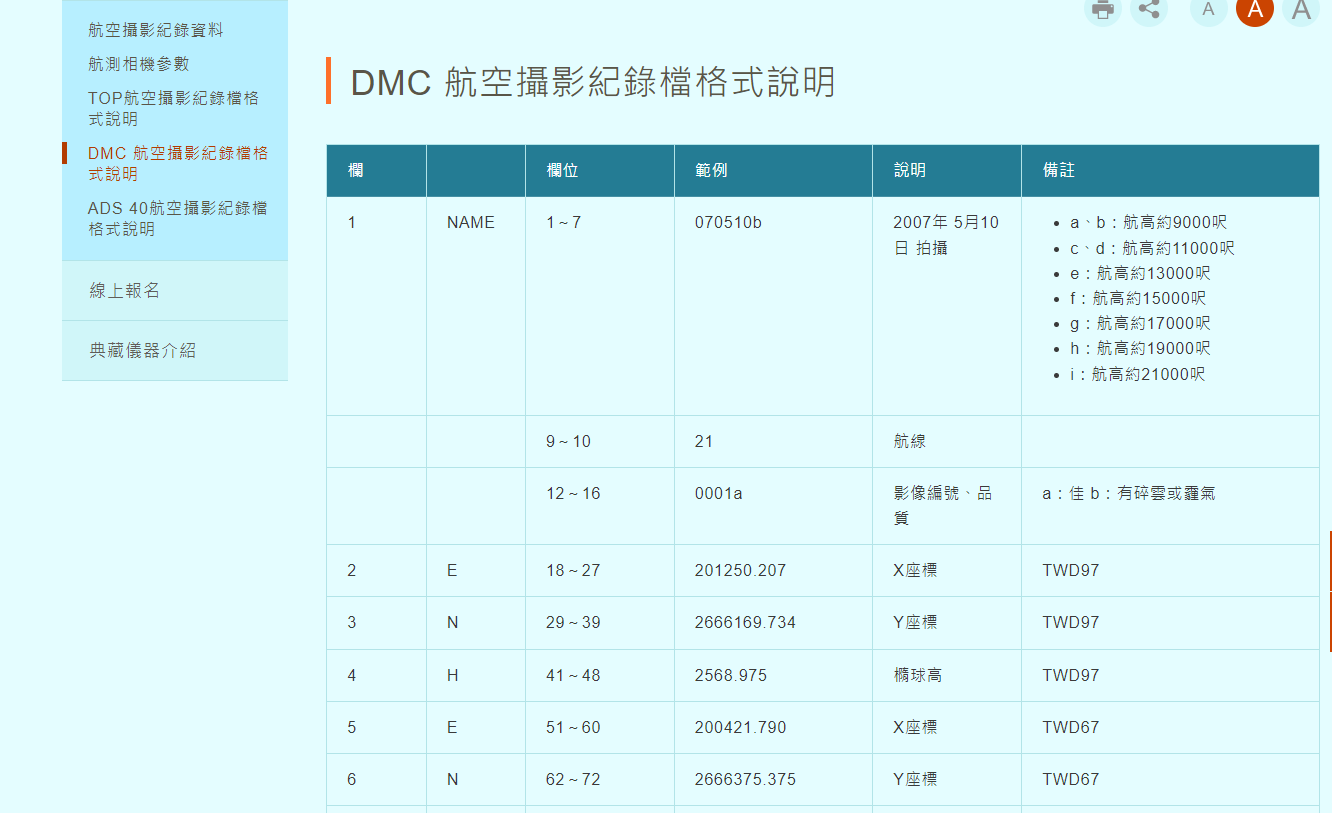 航空攝影紀錄資料
航測相機參數
TOP航空攝影紀錄檔格
式說明
DMC 航空攝影紀錄檔格
式說明
ADS 40航空攝影紀錄檔
格式說明
線上報名
典藏儀器介紹
A
A
A
DMC 航空攝影紀錄檔格式說明
欄 欄位 範例 說明 備註
1 NAME 1～7 070510b 2007年 5月10
日 拍攝
a、b：航高約9000呎
c、d：航高約11000呎
e：航高約13000呎
f：航高約15000呎
g：航高約17000呎
h：航高約19000呎
i：航高約21000呎
9～10 21 航線
12～16 0001a 影像編號、品
質
a：佳 b：有碎雲或靄氣
2 E 18～27 201250.207 X座標 TWD97
3 N 29～39 2666169.734 Y座標 TWD97
4 H 41～48 2568.975 橢球高 TWD97
5 E 51～60 200421.790 X座標 TWD67
6 N 62～72 2666375.375 Y座標 TWD67